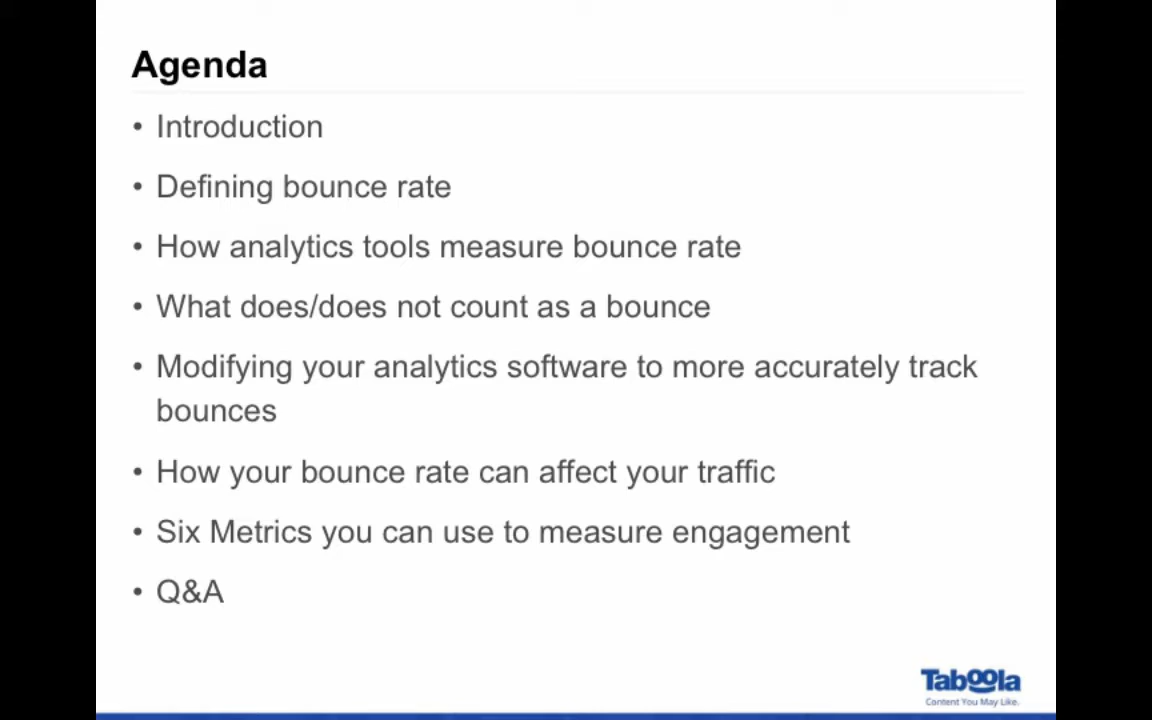 Agenda
• Introduction
• Defining bounce rate
• How analytics tools measure bounce rate
• What does/does not count as a bounce
• Modifying your analytics software to more accurately track
bounces
• How your bounce rate can affect your traffic
• Six Metrics you can use to measure engagement
• Q&A
Taboola
Content You May Like.